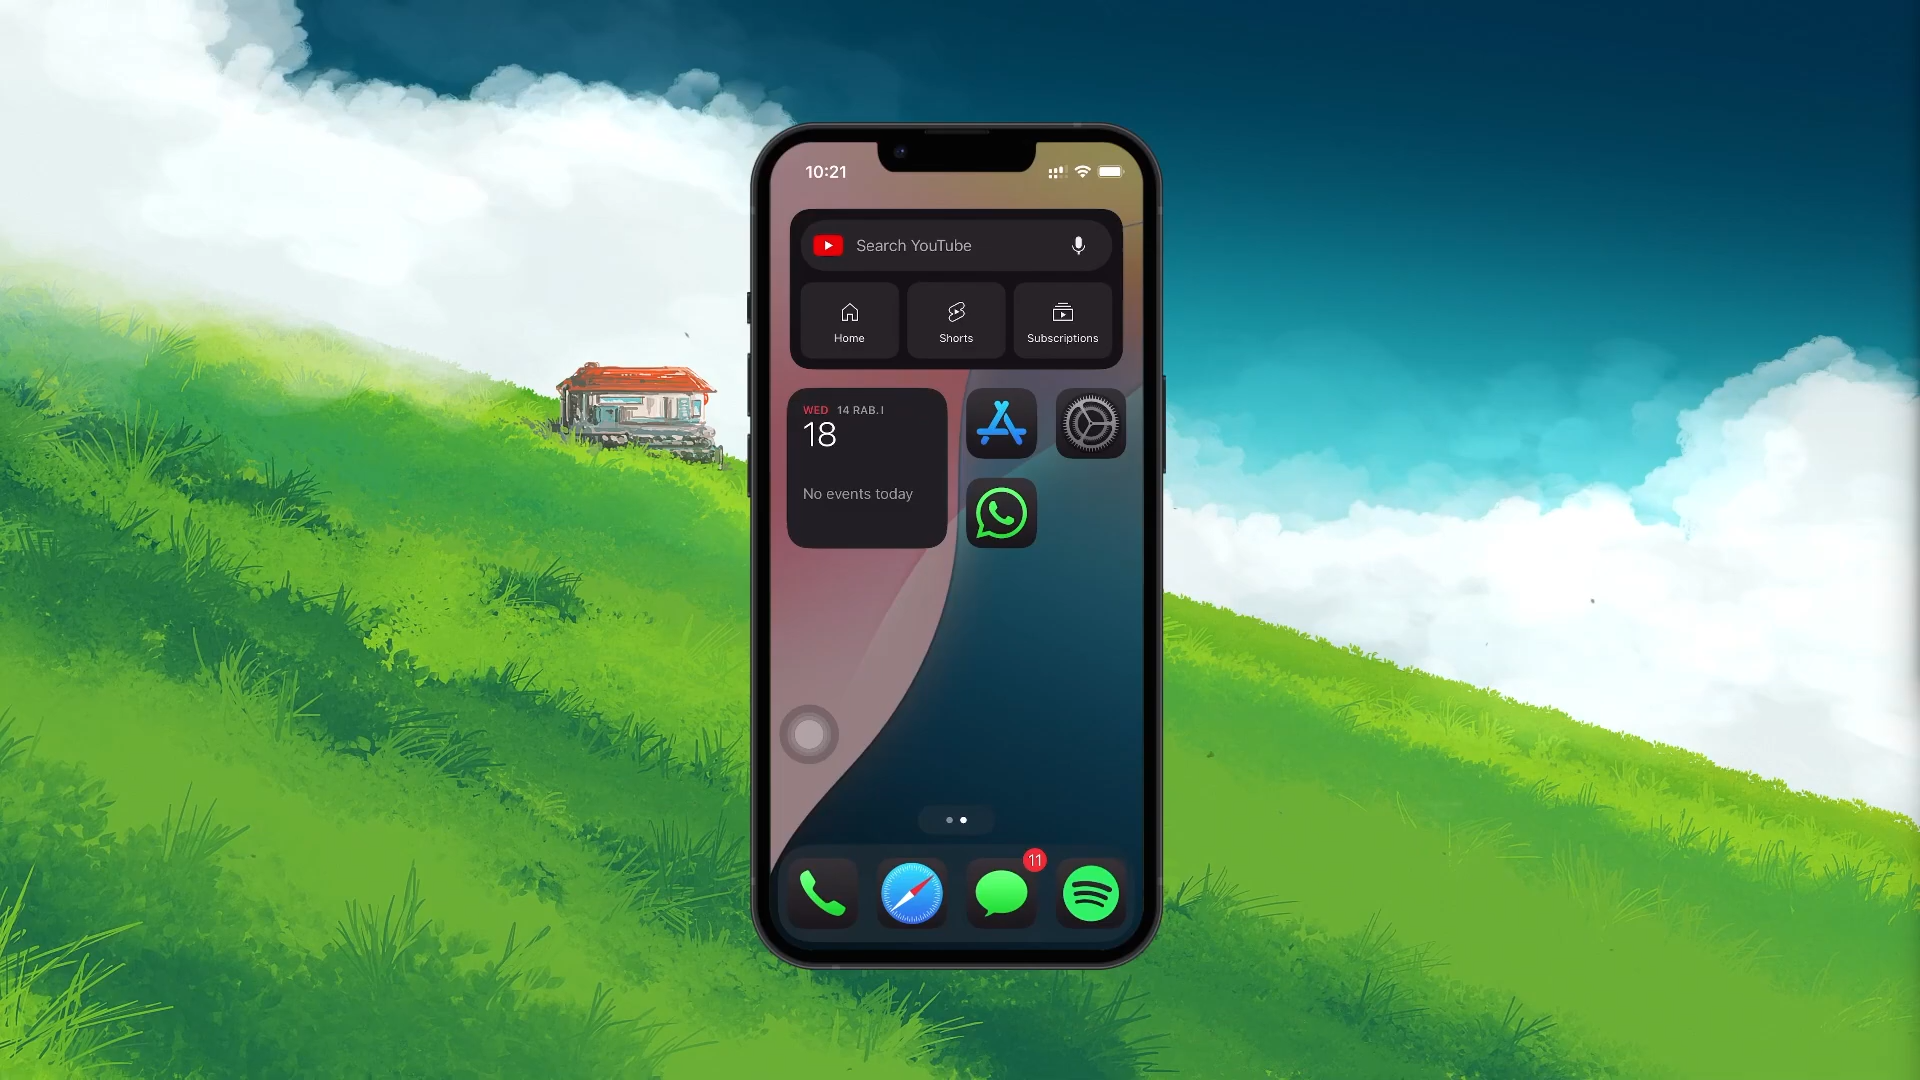 10:21
Search YouTube
Home Shorts Subscriptions
WED 14 RAB. I
18
No events today
11